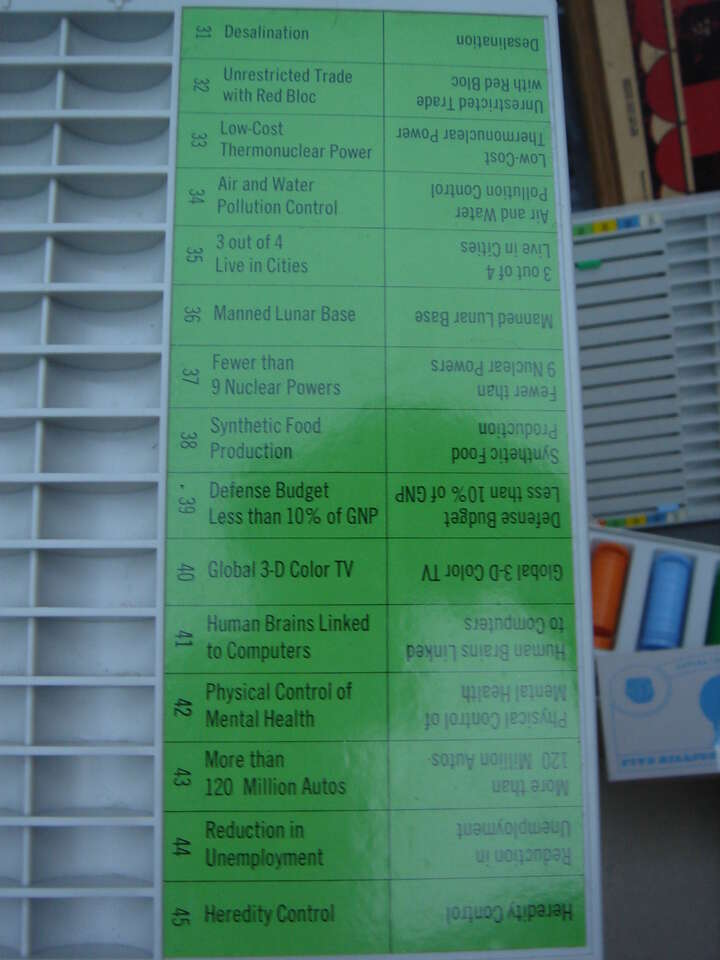 31 Desalination
Desalination
32 Unrestricted Trade
with Red Bloc
Unrestricted Trade
with Red Bloc
33 Low-Cost
Thermonuclear Power
Low-Cost
Thermonuclear Power
34 Air and Water
Pollution Control
Air and Water
Pollution Control
35 3 out of 4
Live in Cities
3 out of 4
Live in Cities
36 Manned Lunar Base
Manned Lunar Base
37 Fewer than
9 Nuclear Powers
Fewer than
9 Nuclear Powers
38 Synthetic Food
Production
Synthetic Food
Production
39 Defense Budget
Less than 10% of GNP
Defense Budget
Less than 10% of GNP
40 Global 3-D Color TV
Global 3-D Color TV
41 Human Brains Linked
to Computers
Human Brains Linked
to Computers
42 Physical Control of
Mental Health
Physical Control of
Mental Health
43 More than
120 Million Autos
More than
120 Million Autos
44 Reduction in
Unemployment
Reduction in
Unemployment
45 Heredity Control
Heredity Control